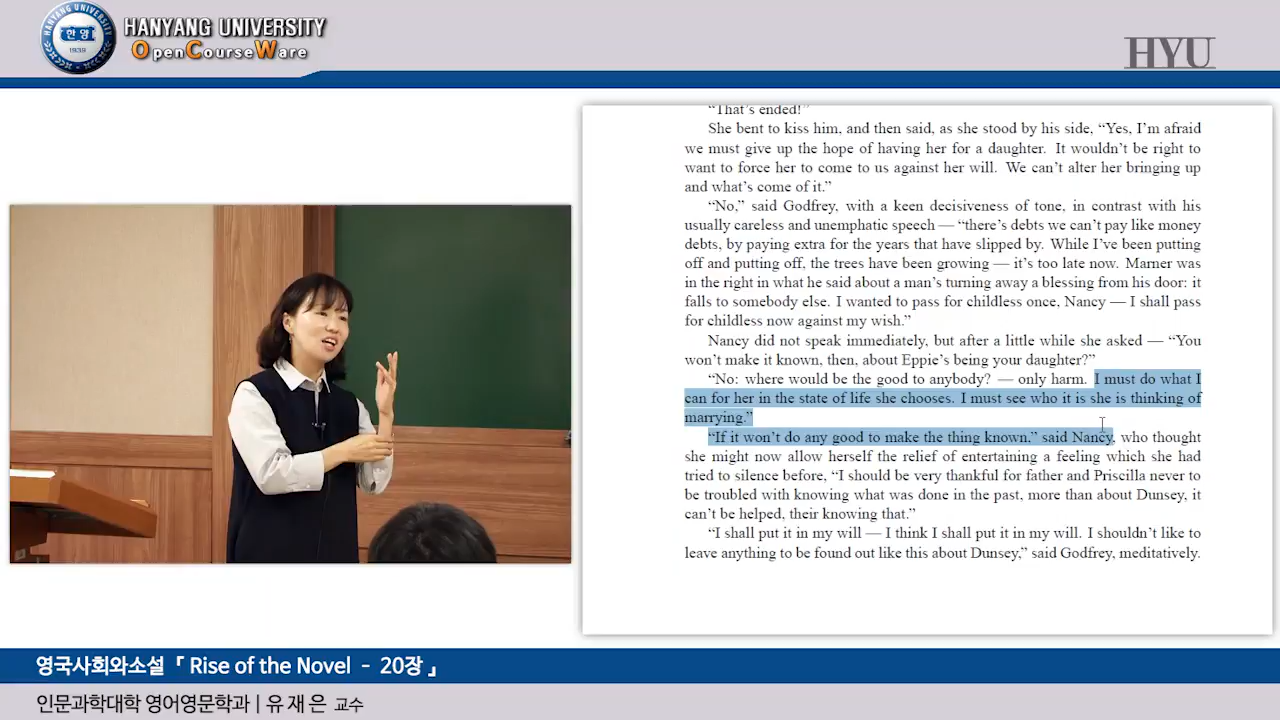 HANYANG UNIVERSITY
한양
1939
HANYANG UNIVERSITY
OpenCourseWare
HYU
“That’s ended!”
She bent to kiss him, and then said, as she stood by his side, “Yes, I’m afraid
we must give up the hope of having her for a daughter. It wouldn’t be right to
want to force her to come to us against her will. We can’t alter her bringing up
and what’s come of it.”
“No,” said Godfrey, with a keen decisiveness of tone, in contrast with his
usually careless and unemphatic speech — “there’s debts we can’t pay like money
debts, by paying extra for the years that have slipped by. While I’ve been putting
off and putting off, the trees have been growing — it’s too late now. Marner was
in the right in what he said about a man’s turning away a blessing from his door: it
falls to somebody else. I wanted to pass for childless once, Nancy — I shall pass
for childless now against my wish.”
Nancy did not speak immediately, but after a little while she asked — “You
won’t make it known, then, about Eppie’s being your daughter?”
“No: where would be the good to anybody? — only harm. I must do what I
can for her in the state of life she chooses. I must see who it is she is thinking of
marrying.”
“If it won’t do any good to make the thing known,” said Nancy, who thought
she might now allow herself the relief of entertaining a feeling which she had
tried to silence before, “I should be very thankful for father and Priscilla never to
be troubled with knowing what was done in the past, more than about Dunsey, it
can’t be helped, their knowing that.”
“I shall put it in my will — I think I shall put it in my will. I shouldn’t like to
leave anything to be found out like this about Dunsey,” said Godfrey, meditatively.
영국사회와소설 「 Rise of the Novel - 20장 」
인문과학대학 영어영문학과 | 유 재 은 교수